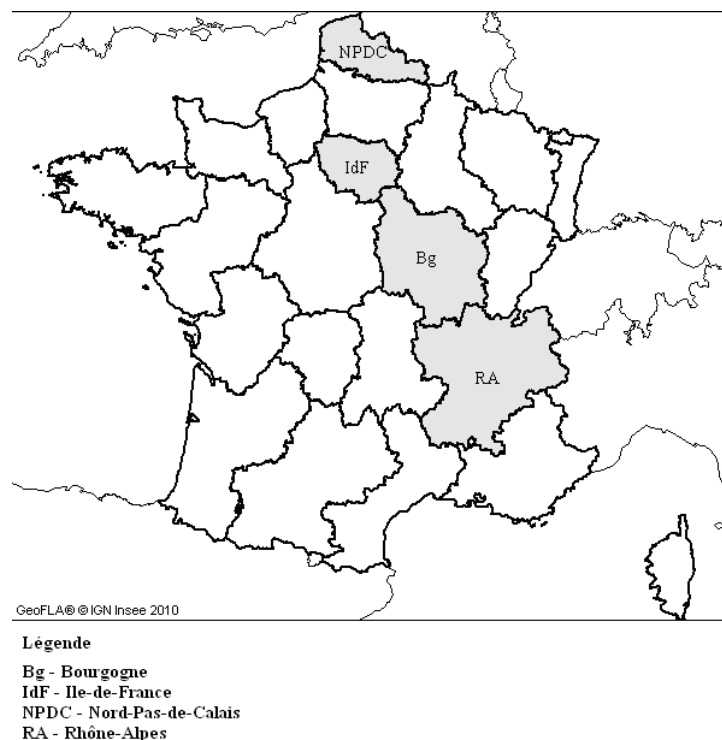 NPDC
IdF
Bg
RA
GeoFLA® © IGN Insee 2010
Légende
Bg - Bourgogne
IdF - Ile-de-France
NPDC - Nord-Pas-de-Calais
RA - Rhône-Alpes